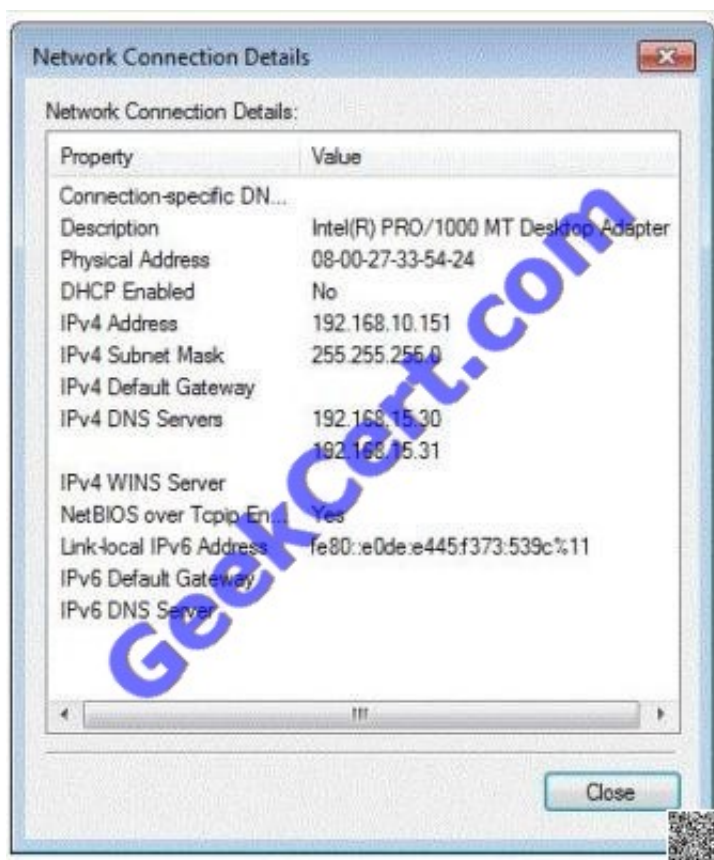 Network Connection Details
Network Connection Details:
Property Value
Connection-specific DN...
Description Intel(R) PRO/1000 MT Desktop Adapter
Physical Address 08-00-27-33-54-24
DHCP Enabled No
IPv4 Address 192.168.10.151
IPv4 Subnet Mask 255.255.255.0
IPv4 Default Gateway
IPv4 DNS Servers 192.168.15.30
192.168.15.31
IPv4 WINS Server
NetBIOS over Tcpip En... Yes
Link-local IPv6 Address fe80::e0de:e445:f373:539c%11
IPv6 Default Gateway
IPv6 DNS Server
GeekCert.com
Close